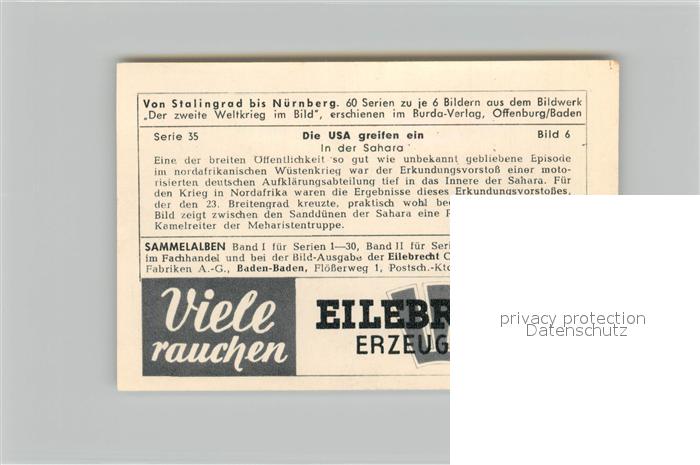 Von Stalingrad bis Nürnberg. 60 Serien zu je 6 Bildern aus dem Bildwerk
„Der zweite Weltkrieg im Bild", erschienen im Burda-Verlag, Offenburg/Baden
Serie 35 Die USA greifen ein Bild 6
In der Sahara
Eine der breiten Öffentlichkeit so gut wie unbekannt gebliebene Episode
im nordafrikanischen Wüstenkrieg war der Erkundungsvorstoß einer moto-
risierten deutschen Aufklärungsabteilung tief in das Innere der Sahara. Für
den Krieg in Nordafrika waren die Ergebnisse dieses Erkundungsvorstoßes,
der den 23. Breitengrad kreuzte, praktisch wohl
Bild zeigt zwischen den Sanddünen der Sahara eine
Kamelreiter der Meharistentruppe.
SAMMELALBEN Band I für Serien 1—30, Band II für
im Fachhandel und bei der Bild-Ausgabe der Eilebrecht
Fabriken A.-G., Baden-Baden, Flößerweg 1, Postsch.-Kto
Viele
rauchen
privacy protection
Datenschutz